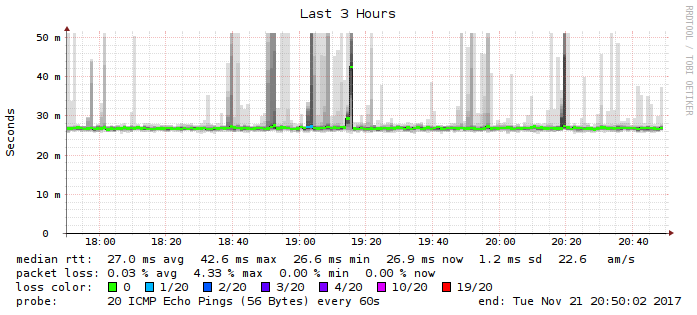 Last 3 Hours
RRDTOOL / TOBI OETIKER
Seconds
50 m
40 m
30 m
20 m
10 m
0
18:00 18:20 18:40 19:00 19:20 19:40 20:00 20:20 20:40
median rtt: 27.0 ms avg 42.6 ms max 26.6 ms min 26.9 ms now 1.2 ms sd 22.6 am/s
packet loss: 0.03 % avg 4.33 % max 0.00 % min 0.00 % now
loss color: 0 1/20 2/20 3/20 4/20 10/20 19/20
probe: 20 ICMP Echo Pings (56 Bytes) every 60s end: Tue Nov 21 20:50:02 2017